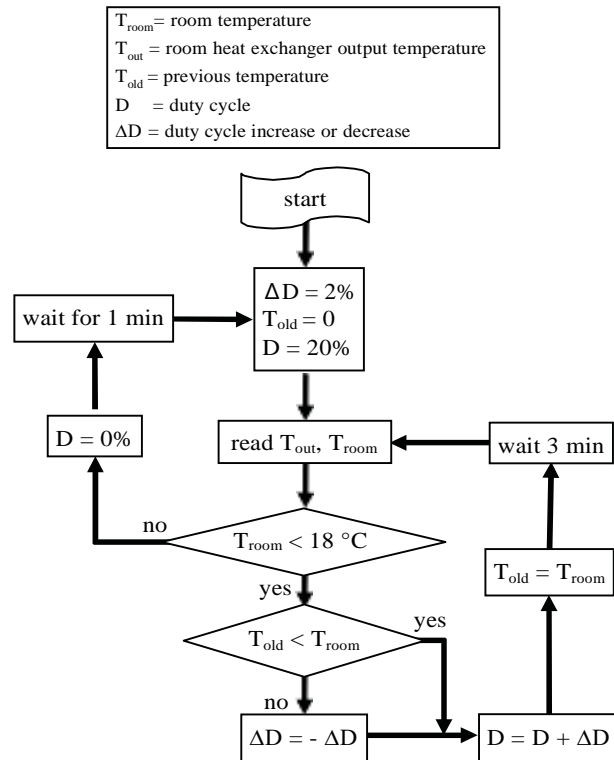 T_room = room temperature
T_out = room heat exchanger output temperature
T_old = previous temperature
D = duty cycle
ΔD = duty cycle increase or decrease
start
ΔD = 2%
T_old = 0
D = 20%
wait for 1 min
D = 0%
read T_out, T_room
wait 3 min
no
T_room < 18 °C
yes
T_old = T_room
T_old < T_room
yes
no
ΔD = - ΔD
D = D + ΔD